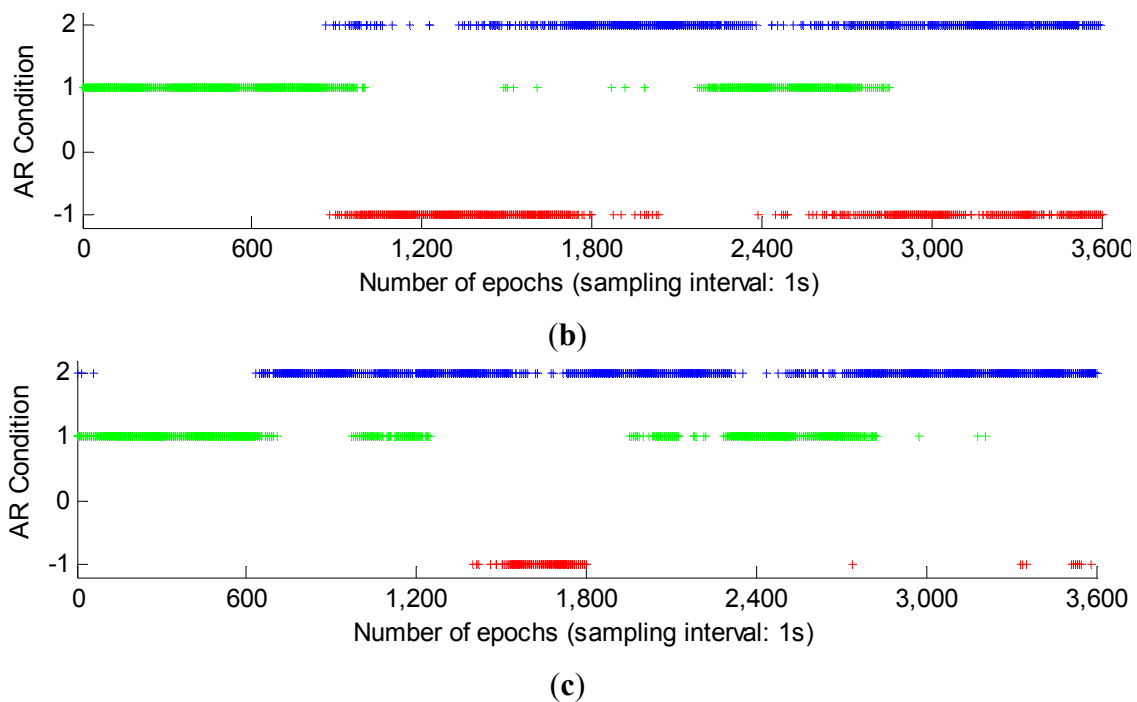 2
1
0
-1
AR Condition
0 600 1,200 1,800 2,400 3,000 3,600
Number of epochs (sampling interval: 1s)
(b)
2
1
0
-1
AR Condition
0 600 1,200 1,800 2,400 3,000 3,600
Number of epochs (sampling interval: 1s)
(c)